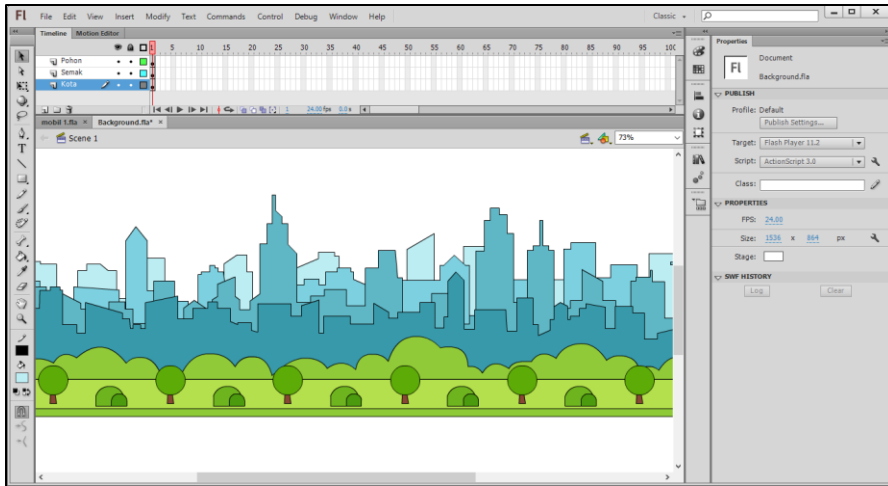 Fl File Edit View Insert Modify Text Commands Control Debug Window Help Classic
Timeline Motion Editor
1 5 10 15 20 25 30 35 40 45 50 55 60 65 70 75 80 85 90 95 100
Pohon
Semak
Kota
1 24.00 fps 0.0 s
mobil 1.fla × Background.fla* ×
Scene 1 73%
Properties
Fl Document
Background.fla
PUBLISH
Profile: Default
Publish Settings...
Target: Flash Player 11.2
Script: ActionScript 3.0
Class:
PROPERTIES
FPS: 24.00
Size: 1536 x 864 px
Stage:
SWF HISTORY
Log Clear